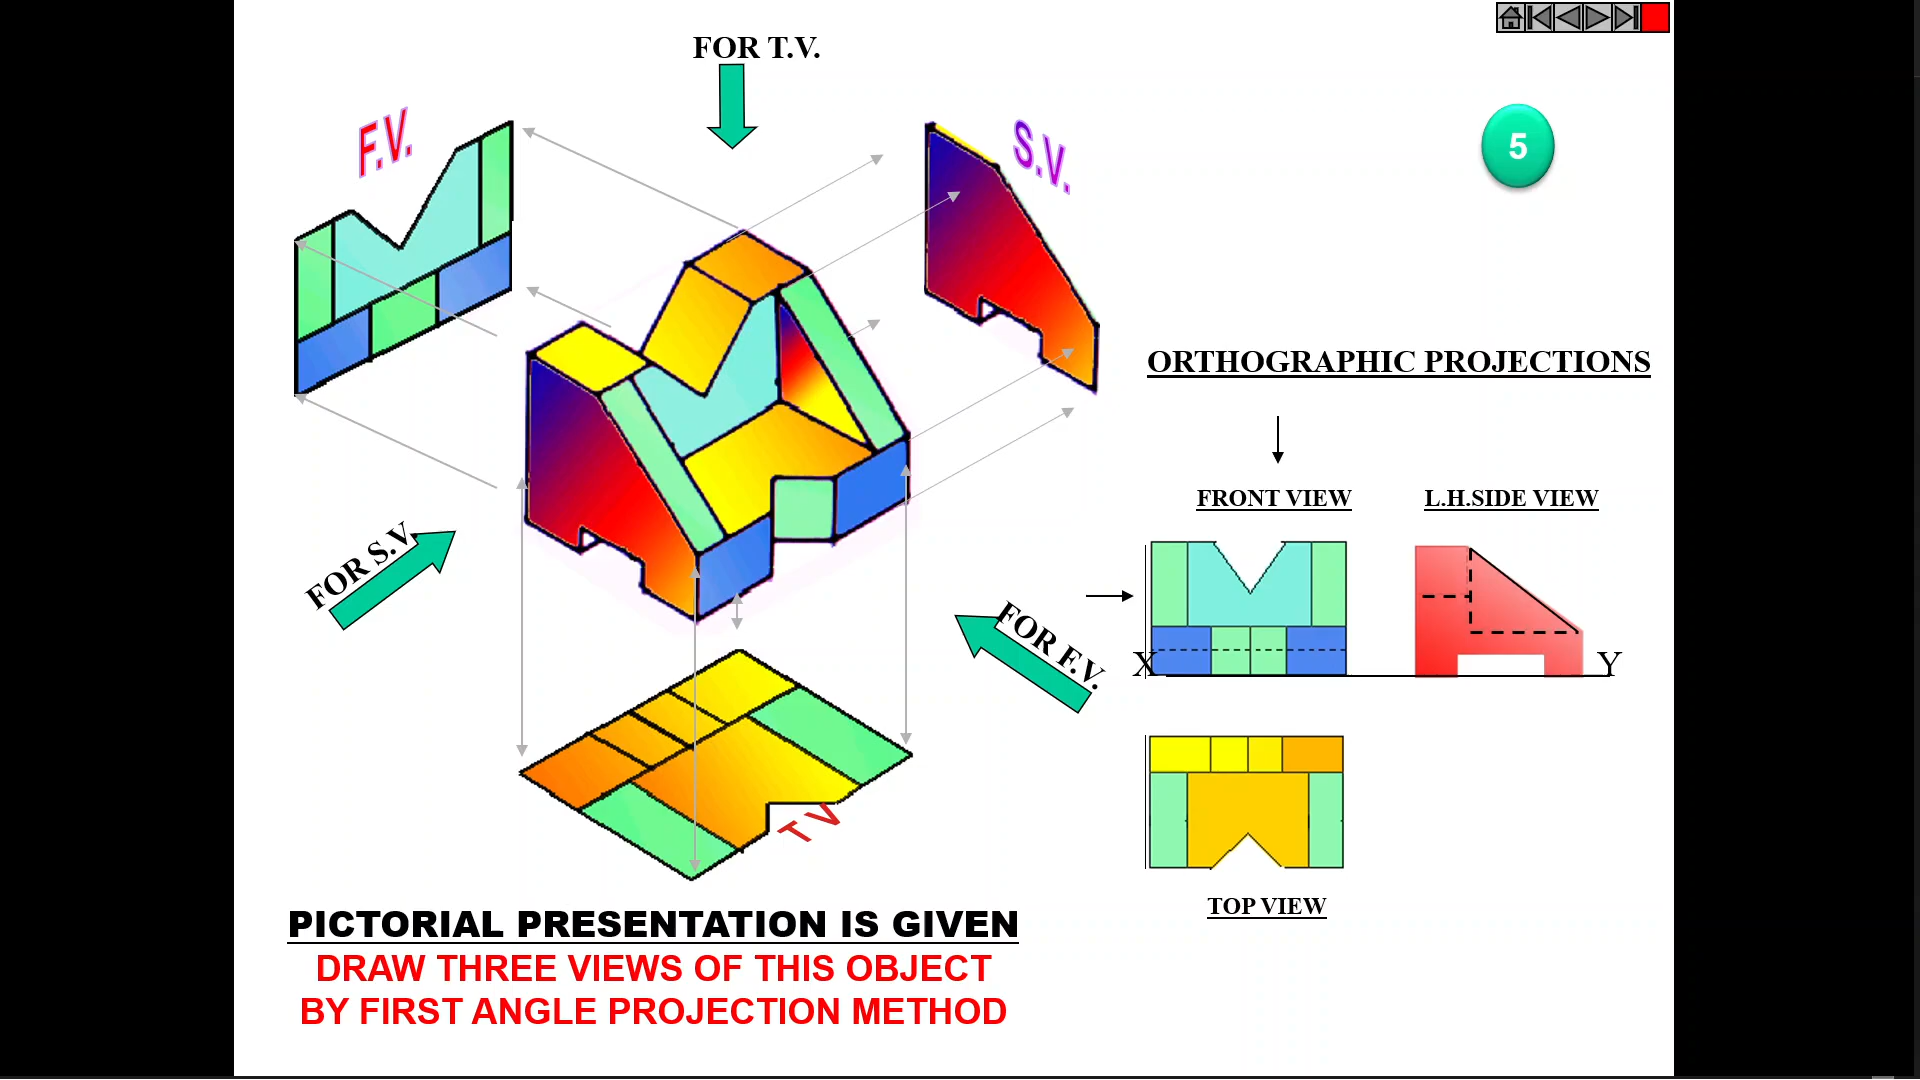 FOR T.V.
F.V.
S.V.
5
ORTHOGRAPHIC PROJECTIONS
FRONT VIEW
L.H.SIDE VIEW
FOR S.V.
FOR F.V.
X
Y
T V
TOP VIEW
PICTORIAL PRESENTATION IS GIVEN
DRAW THREE VIEWS OF THIS OBJECT
BY FIRST ANGLE PROJECTION METHOD